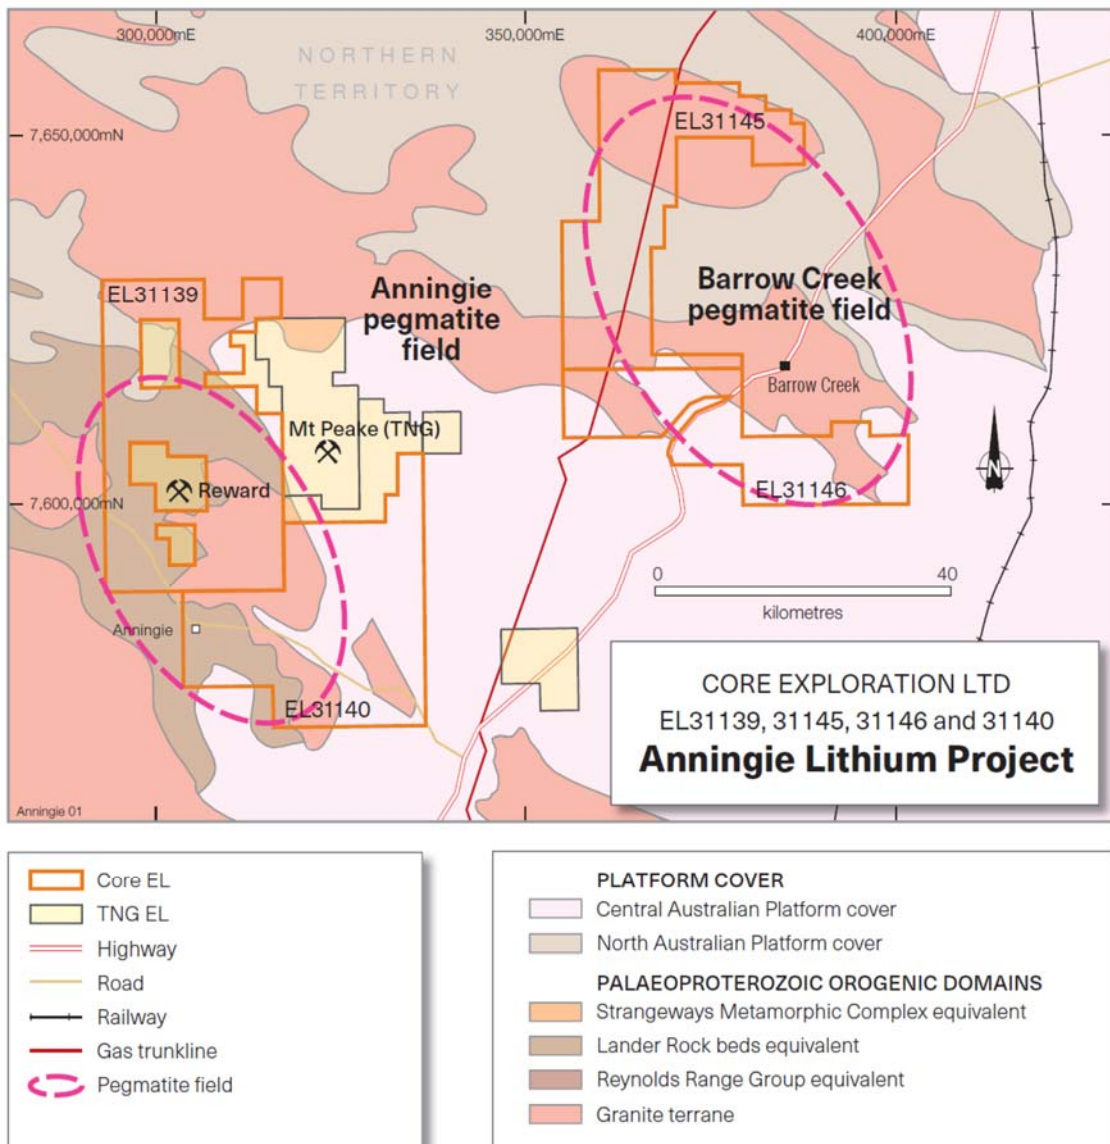 300,000mE
350,000mE
400,000mE
NORTHERN
TERRITORY
7,650,000mN
EL31145
EL31139
Anningie
pegmatite
field
Barrow Creek
pegmatite field
Barrow Creek
Mt Peake (TNG)
Reward
7,600,000mN
EL31146
N
0
40
kilometres
Anningie
EL31140
CORE EXPLORATION LTD
EL31139, 31145, 31146 and 31140
Anningie Lithium Project
Anningie 01
Core EL
TNG EL
Highway
Road
Railway
Gas trunkline
Pegmatite field
PLATFORM COVER
Central Australian Platform cover
North Australian Platform cover
PALAEOPROTEROZOIC OROGENIC DOMAINS
Strangeways Metamorphic Complex equivalent
Lander Rock beds equivalent
Reynolds Range Group equivalent
Granite terrane